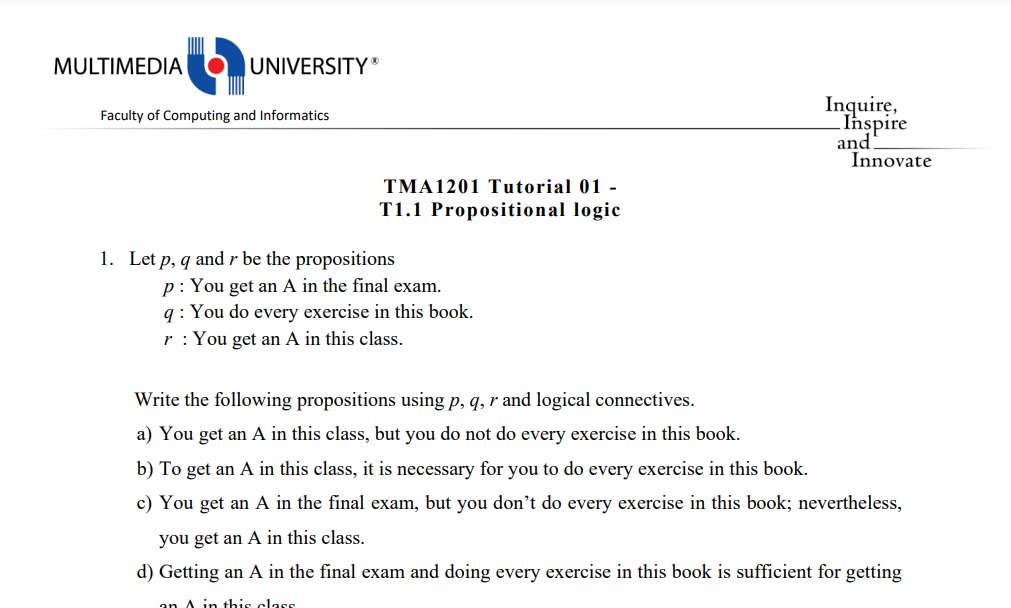 MULTIMEDIA UNIVERSITY®
Faculty of Computing and Informatics
Inquire,
Inspire
and
Innovate
TMA1201 Tutorial 01 -
T1.1 Propositional logic
1. Let p, q and r be the propositions
p : You get an A in the final exam.
q : You do every exercise in this book.
r : You get an A in this class.
Write the following propositions using p, q, r and logical connectives.
a) You get an A in this class, but you do not do every exercise in this book.
b) To get an A in this class, it is necessary for you to do every exercise in this book.
c) You get an A in the final exam, but you don’t do every exercise in this book; nevertheless,
you get an A in this class.
d) Getting an A in the final exam and doing every exercise in this book is sufficient for getting
an A in this class.